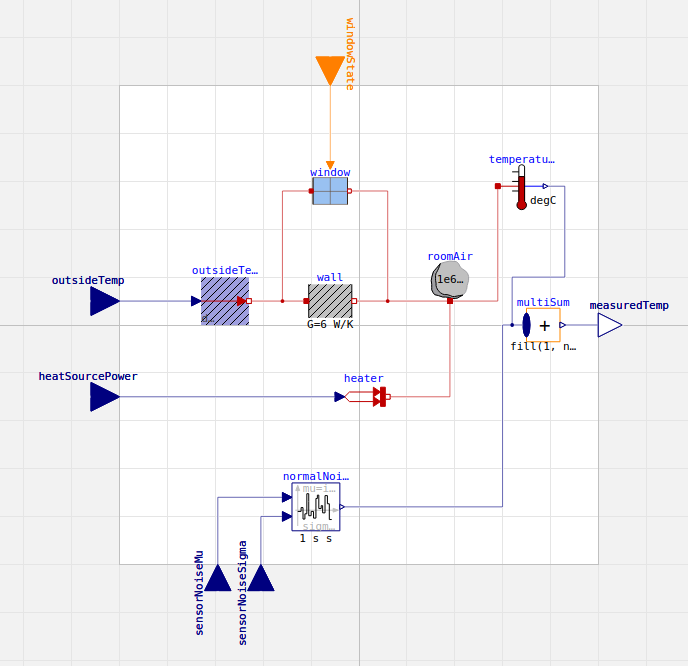 windowState
window
temperatu…
degC
roomAir
1e6…
outsideTemp
outsideTe…
d…
wall
G=6 W/K
multiSum
+
fill(1, n…
measuredTemp
heatSourcePower
heater
normalNoi…
mu=i…
sigm…
1 s s
sensorNoiseMu
sensorNoiseSigma